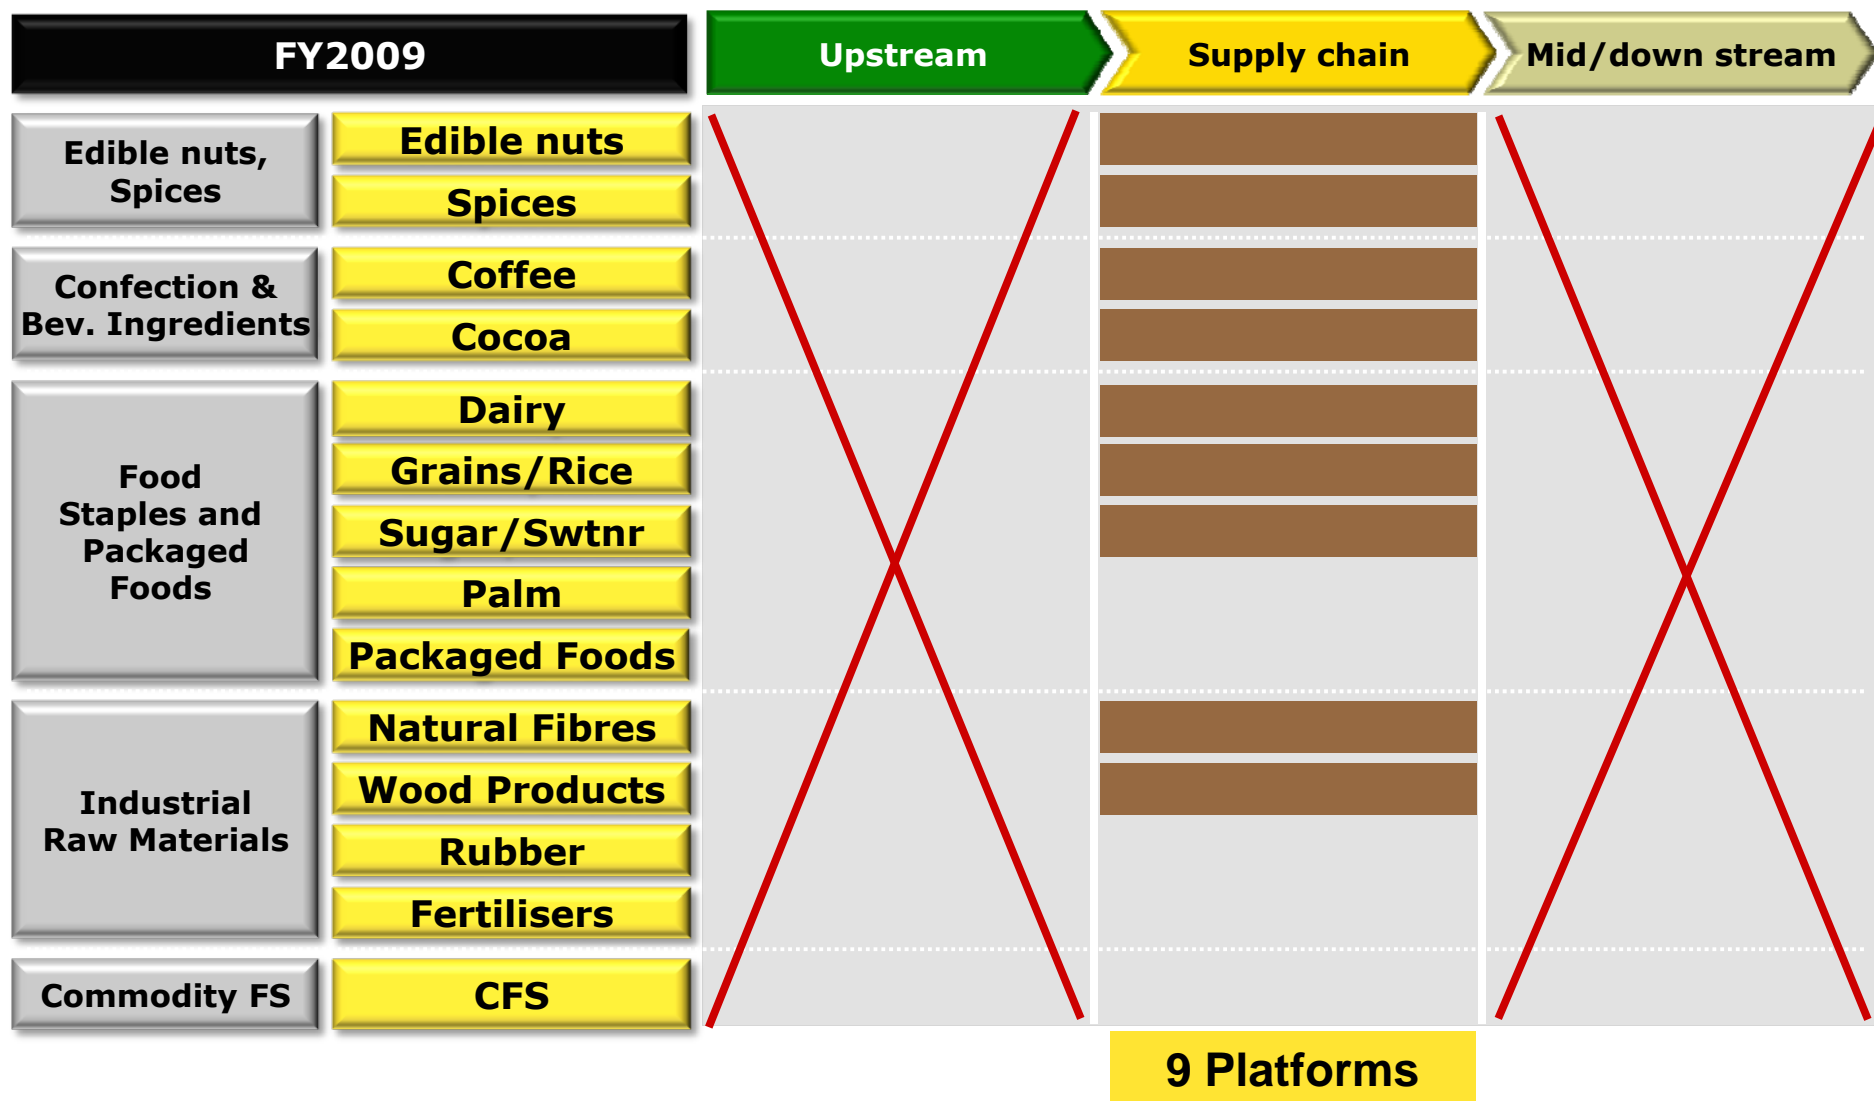 FY2009
Upstream
Supply chain
Mid/down stream
Edible nuts,
Spices
Edible nuts
Spices
Confection &
Bev. Ingredients
Coffee
Cocoa
Food
Staples and
Packaged
Foods
Dairy
Grains/Rice
Sugar/Swtnr
Palm
Packaged Foods
Industrial
Raw Materials
Natural Fibres
Wood Products
Rubber
Fertilisers
Commodity FS
CFS
9 Platforms